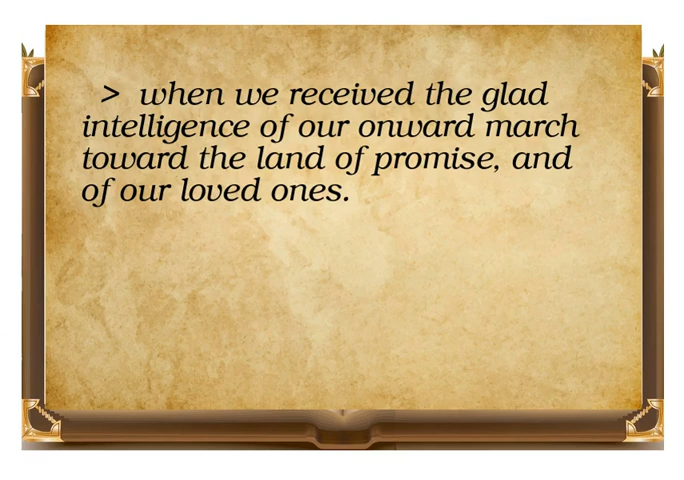 > when we received the glad
intelligence of our onward march
toward the land of promise, and
of our loved ones.